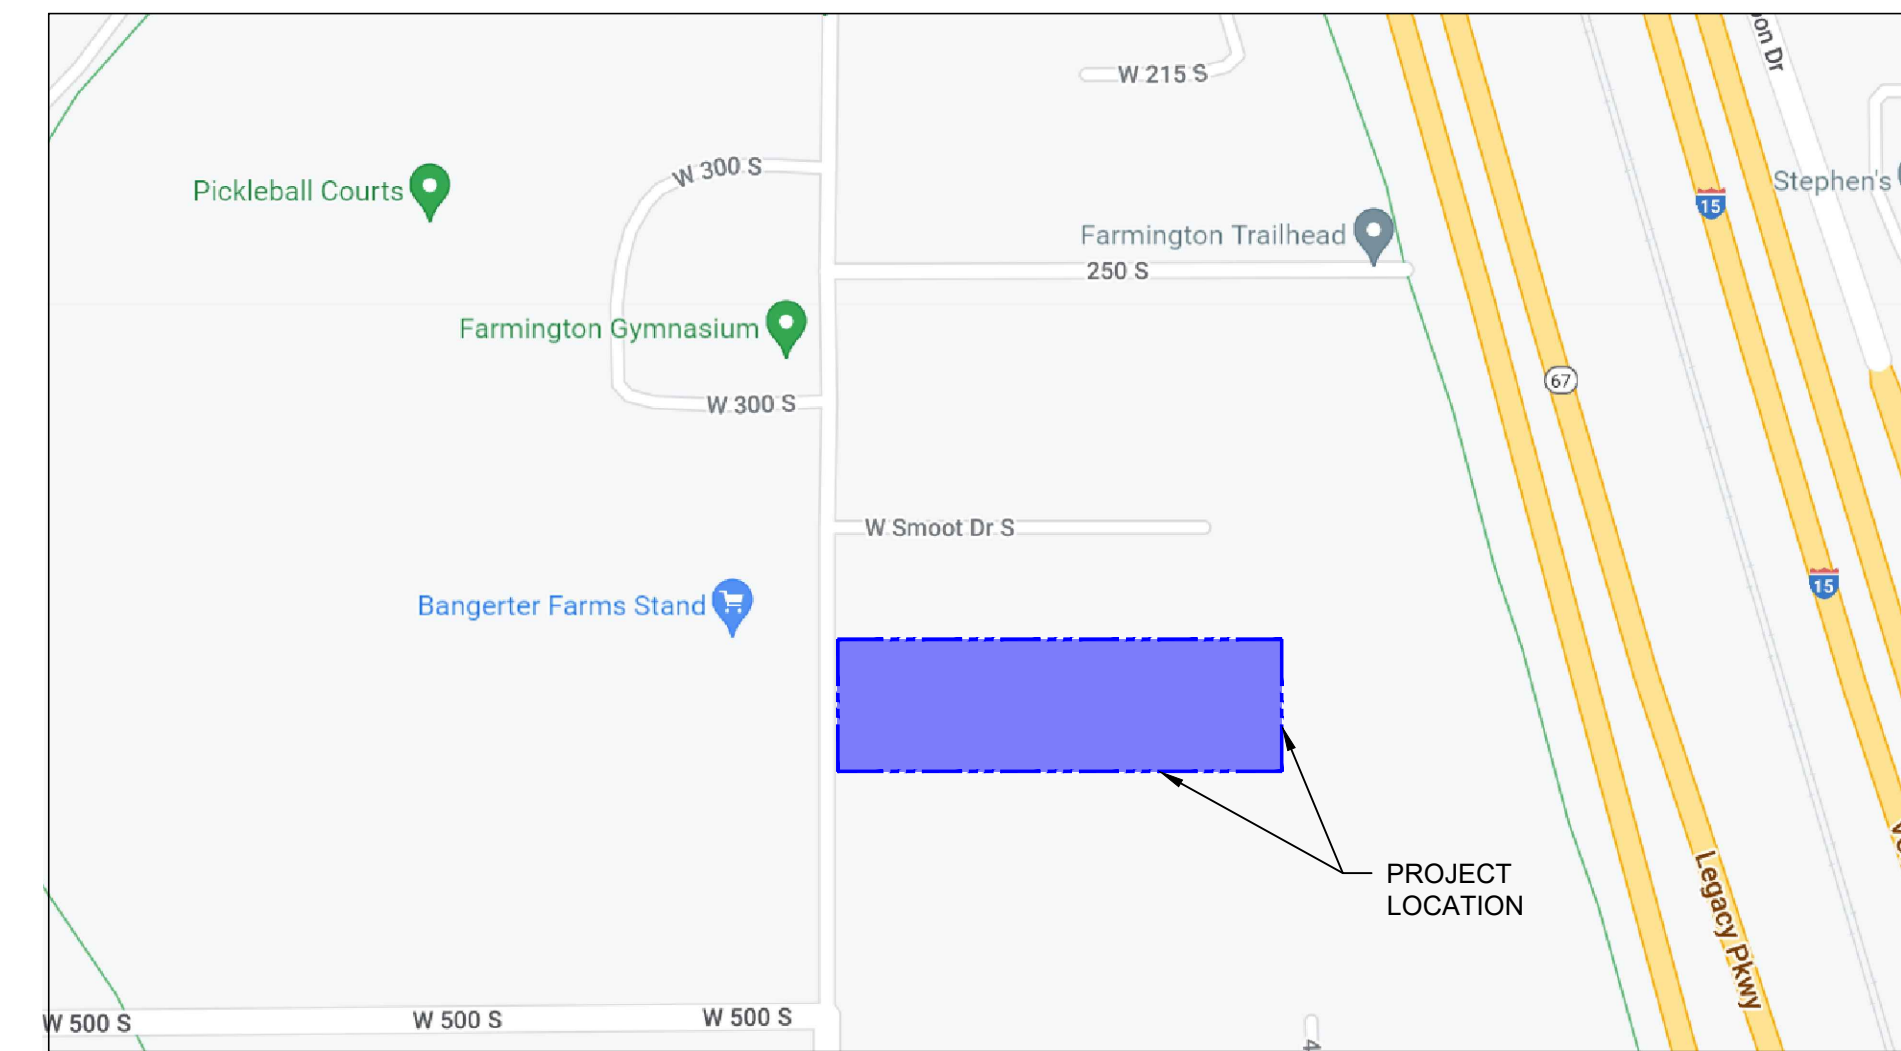 W 215 S
W 300 S
Pickleball Courts
15
Stephen's
Farmington Trailhead
250 S
Farmington Gymnasium
67
W 300 S
W Smoot Dr S
15
Bangerter Farms Stand
PROJECT
LOCATION
Legacy Pkwy
W 500 S
W 500 S
W 500 S
4